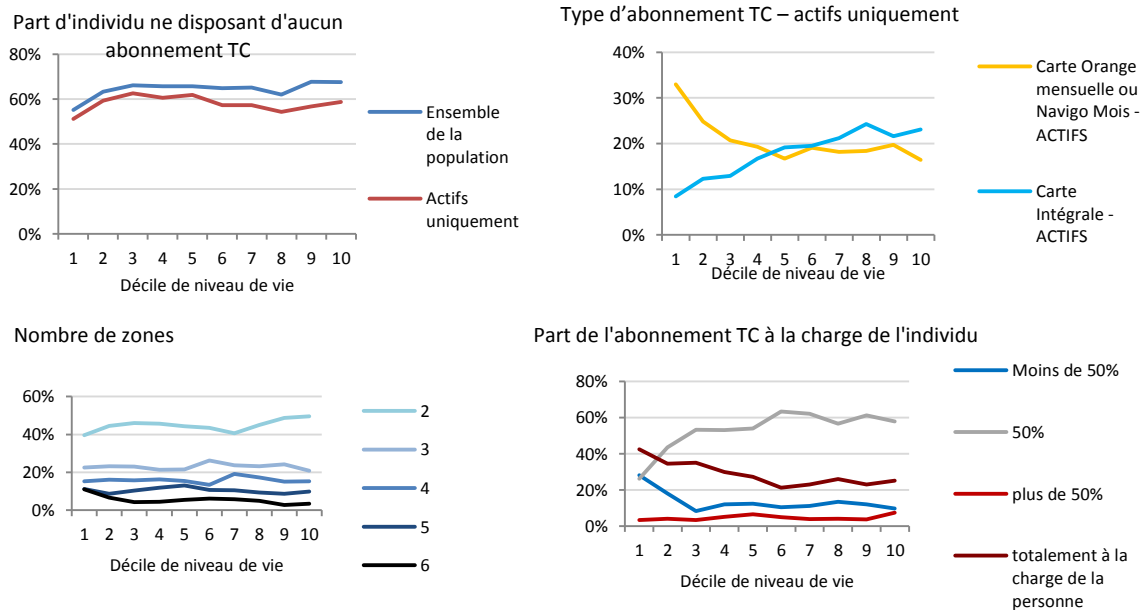 Part d'individu ne disposant d'aucun
abonnement TC
80%
60%
40%
20%
0%
1 2 3 4 5 6 7 8 9 10
Décile de niveau de vie
Ensemble
de la
population
Actifs
uniquement
Type d’abonnement TC – actifs uniquement
40%
30%
20%
10%
0%
1 2 3 4 5 6 7 8 9 10
Décile de niveau de vie
Carte Orange
mensuelle ou
Navigo Mois -
ACTIFS
Carte
Intégrale -
ACTIFS
Nombre de zones
60%
40%
20%
0%
1 2 3 4 5 6 7 8 9 10
Décile de niveau de vie
2
3
4
5
6
Part de l'abonnement TC à la charge de l'individu
80%
60%
40%
20%
0%
1 2 3 4 5 6 7 8 9 10
Décile de niveau de vie
Moins de 50%
50%
plus de 50%
totalement à la
charge de la
personne